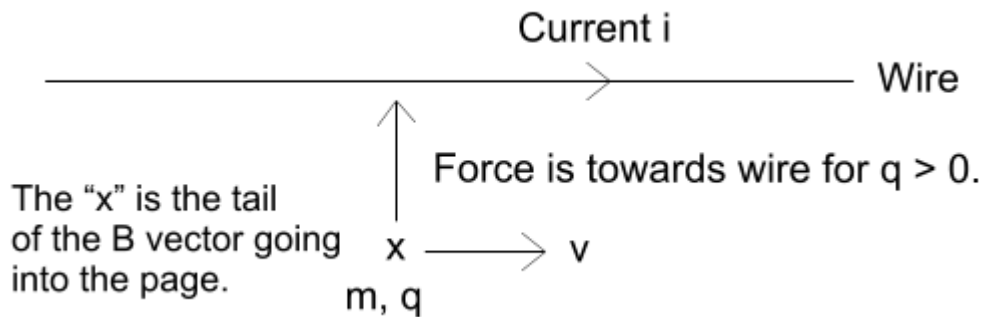 Current i
Wire
Force is towards wire for q > 0.
The “x” is the tail
of the B vector going
into the page.
x
v
m, q